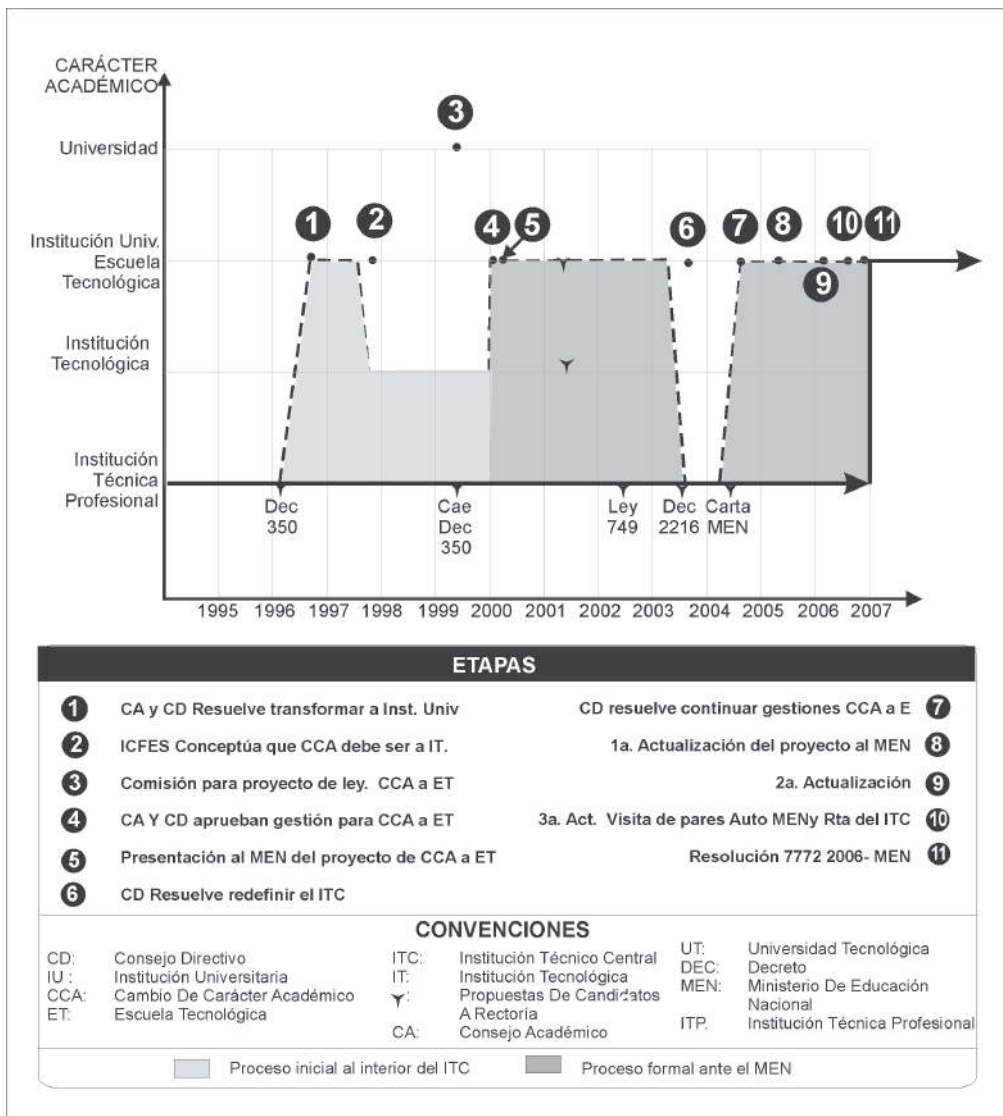 CARÁCTER
ACADÉMICO
3
Universidad
1
2
4
5
6
7
8
10
11
Institución Univ.
Escuela
Tecnológica
9
Institución
Tecnológica
Institución
Técnica
Profesional
Dec
350
Cae
Dec
350
Ley
749
Dec
2216
Carta
MEN
1995 1996 1997 1998 1999 2000 2001 2002 2003 2004 2005 2006 2007
ETAPAS
1 CA y CD Resuelve transformar a Inst. Univ
2 ICFES Conceptúa que CCA debe ser a IT.
3 Comisión para proyecto de ley. CCA a ET
4 CA Y CD aprueban gestión para CCA a ET
5 Presentación al MEN del proyecto de CCA a ET
6 CD Resuelve redefinir el ITC
CD resuelve continuar gestiones CCA a E 7
1a. Actualización del proyecto al MEN 8
2a. Actualización 9
3a. Act. Visita de pares Auto MENy Rta del ITC 10
Resolución 7772 2006- MEN 11
CONVENCIONES
CD: Consejo Directivo
IU : Institución Universitaria
CCA: Cambio De Carácter Académico
ET: Escuela Tecnológica
ITC: Institución Técnico Central
IT: Institución Tecnológica
: Propuestas De Candidatos
A Rectoría
CA: Consejo Académico
UT: Universidad Tecnológica
DEC: Decreto
MEN: Ministerio De Educación
Nacional
ITP. Institución Técnica Profesional
Proceso inicial al interior del ITC
Proceso formal ante el MEN